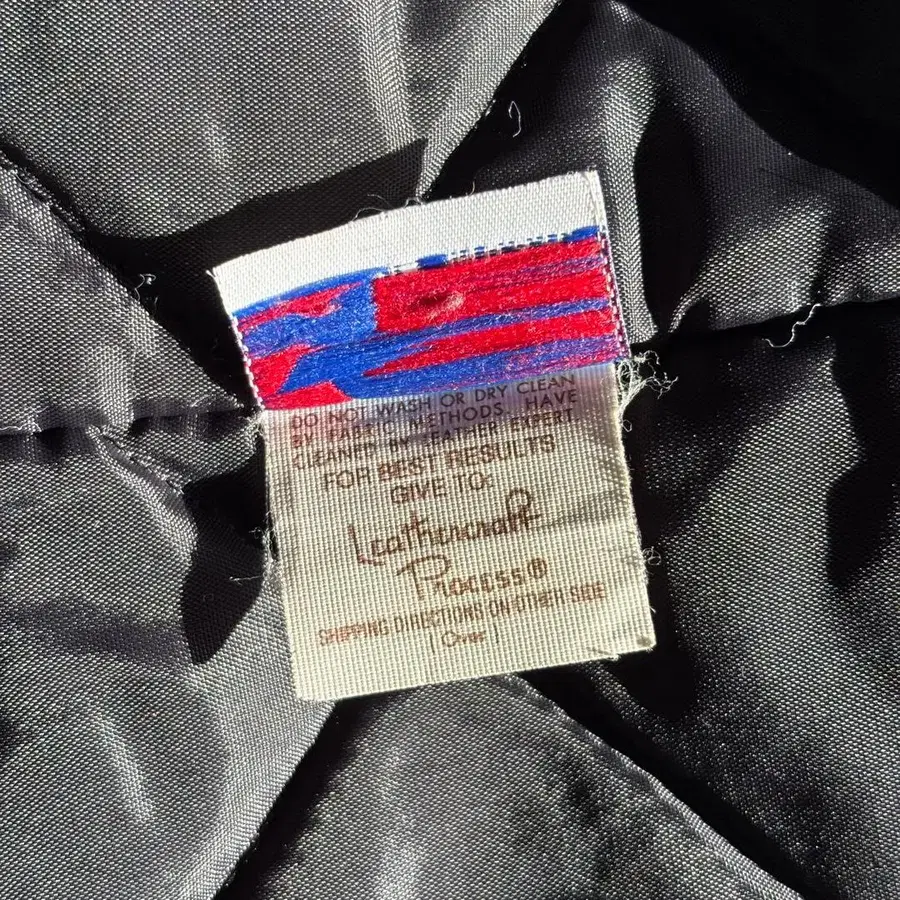 DO NOT WASH OR DRY CLEAN
BY FABRIC METHODS. HAVE
CLEANED BY LEATHER EXPERT
FOR BEST RESULTS
GIVE TO:
Leathercraft
Process®
SHIPPING DIRECTIONS ON OTHER SIDE
(Over)